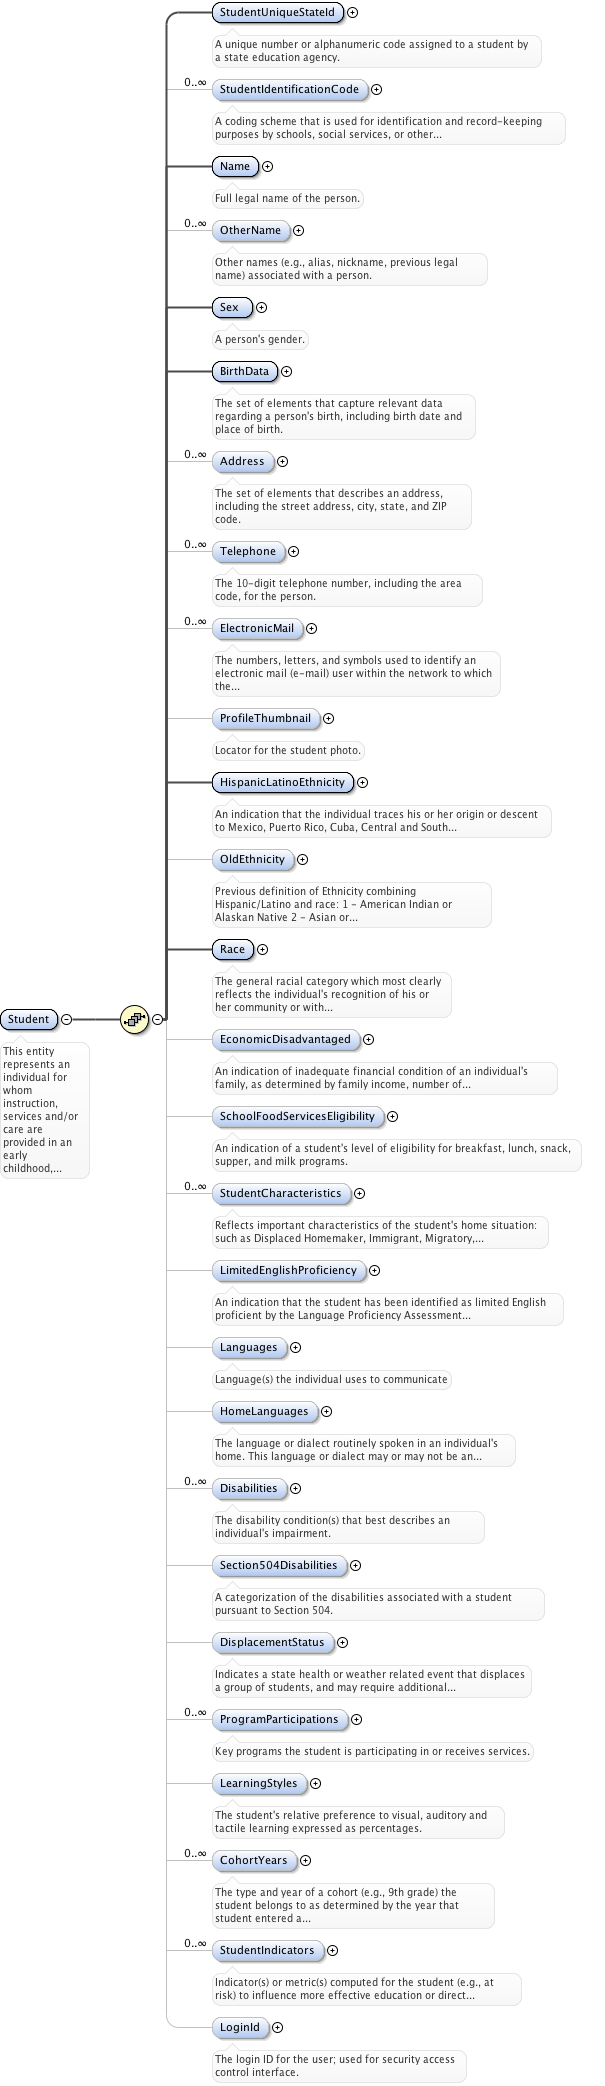 StudentUniqueStateId
A unique number or alphanumeric code assigned to a student by
a state education agency.
0..∞
StudentIdentificationCode
A coding scheme that is used for identification and record-keeping
purposes by schools, social services, or other...
Name
Full legal name of the person.
0..∞
OtherName
Other names (e.g., alias, nickname, previous legal
name) associated with a person.
Sex
A person's gender.
BirthData
The set of elements that capture relevant data
regarding a person's birth, including birth date and
place of birth.
0..∞
Address
The set of elements that describes an address,
including the street address, city, state, and ZIP
code.
0..∞
Telephone
The 10-digit telephone number, including the area
code, for the person.
0..∞
ElectronicMail
The numbers, letters, and symbols used to identify an
electronic mail (e-mail) user within the network to which
the...
ProfileThumbnail
Locator for the student photo.
HispanicLatinoEthnicity
An indication that the individual traces his or her origin or descent
to Mexico, Puerto Rico, Cuba, Central and South...
OldEthnicity
Previous definition of Ethnicity combining
Hispanic/Latino and race: 1 - American Indian or
Alaskan Native 2 - Asian or...
Race
The general racial category which most clearly
reflects the individual's recognition of his or
her community or with...
Student
This entity
represents an
individual for
whom
instruction,
services and/or
care are
provided in an
early
childhood,...
EconomicDisadvantaged
An indication of inadequate financial condition of an individual's
family, as determined by family income, number of...
SchoolFoodServicesEligibility
An indication of a student's level of eligibility for breakfast, lunch, snack,
supper, and milk programs.
0..∞
StudentCharacteristics
Reflects important characteristics of the student's home situation:
such as Displaced Homemaker, Immigrant, Migratory,...
LimitedEnglishProficiency
An indication that the student has been identified as limited English
proficient by the Language Proficiency Assessment...
Languages
Language(s) the individual uses to communicate
HomeLanguages
The language or dialect routinely spoken in an individual's
home. This language or dialect may or may not be an...
0..∞
Disabilities
The disability condition(s) that best describes an
individual's impairment.
Section504Disabilities
A categorization of the disabilities associated with a student
pursuant to Section 504.
DisplacementStatus
Indicates a state health or weather related event that displaces
a group of students, and may require additional...
0..∞
ProgramParticipations
Key programs the student is participating in or receives services.
LearningStyles
The student's relative preference to visual, auditory and
tactile learning expressed as percentages.
0..∞
CohortYears
The type and year of a cohort (e.g., 9th grade) the
student belongs to as determined by the year that
student entered a...
0..∞
StudentIndicators
Indicator(s) or metric(s) computed for the student (e.g., at
risk) to influence more effective education or direct...
LoginId
The login ID for the user; used for security access
control interface.